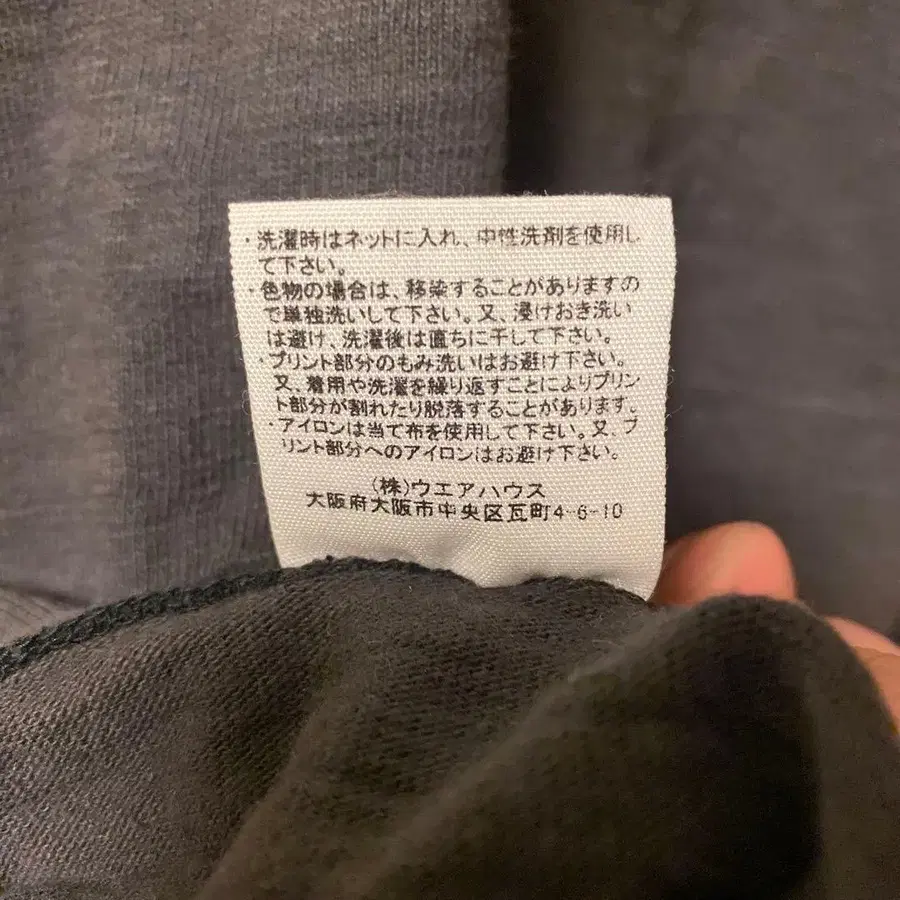 ・洗濯時はネットに入れ、中性洗剤を使用し
て下さい。
・色物の場合は、移染することがありますの
で単独洗いして下さい。又、浸けおき洗い
は避け、洗濯後は直ちに干して下さい。
・プリント部分のもみ洗いはお避け下さい。
又、着用や洗濯を繰り返すことによりプリン
ト部分が割れたり脱落することがあります。
・アイロンは当て布を使用して下さい。又、プ
リント部分へのアイロンはお避け下さい。
(株)ウエアハウス
大阪府大阪市中央区瓦町4-6-10